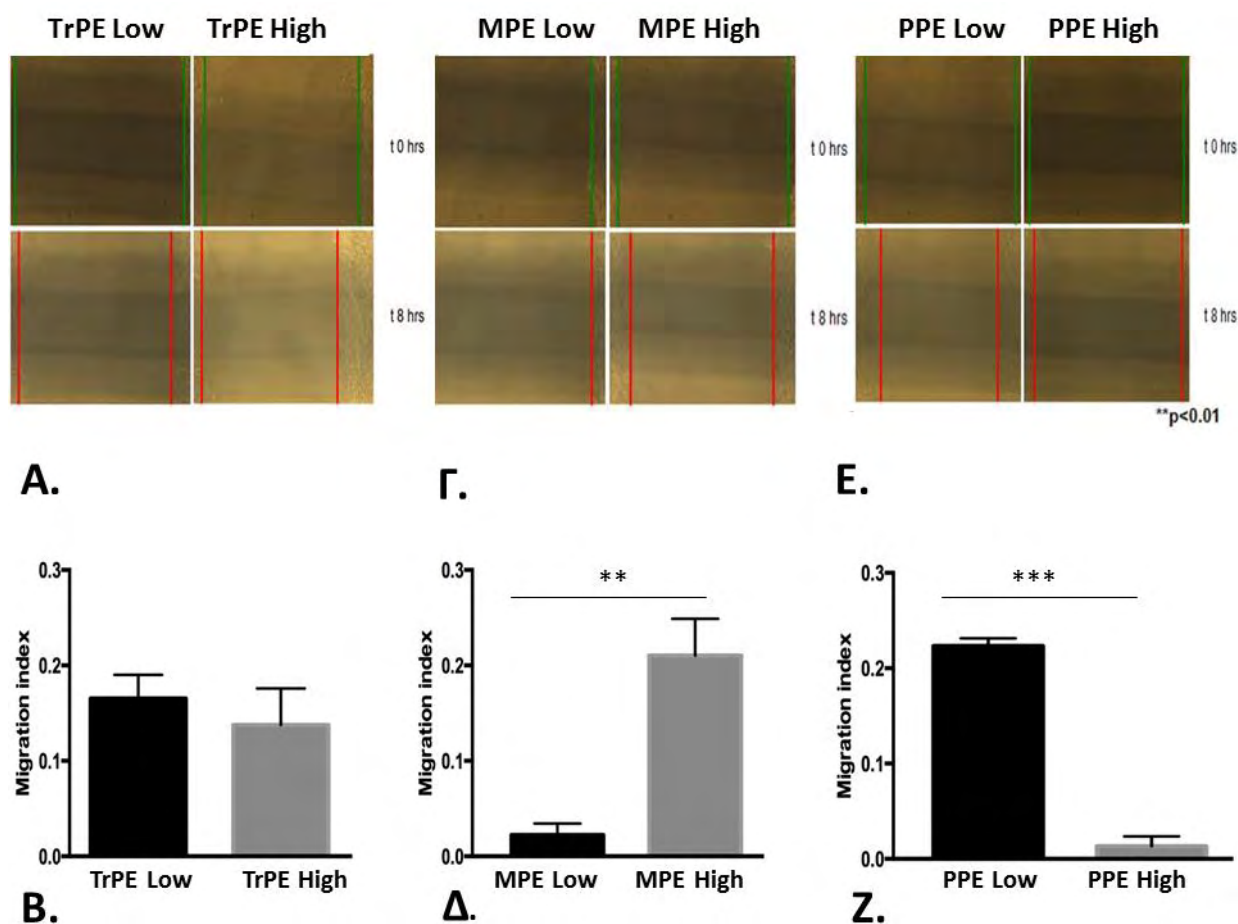 TrPE Low TrPE High
t 0 hrs
t 8 hrs
MPE Low MPE High
t 0 hrs
t 8 hrs
PPE Low PPE High
t 0 hrs
t 8 hrs
**p<0.01
Α.
Γ.
Ε.
0.3
0.2
0.1
0.0
Migration index
TrPE Low TrPE High
Β.
**
0.3
0.2
0.1
0.0
Migration index
MPE Low MPE High
Δ.
***
0.3
0.2
0.1
0.0
Migration index
PPE Low PPE High
Ζ.